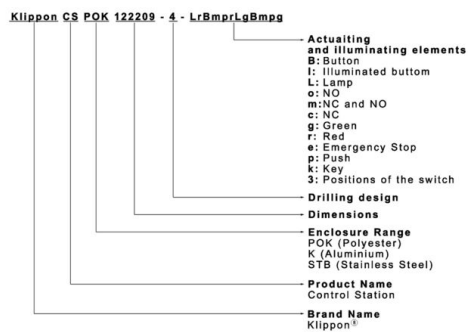 Klippon CS POK 122209 - 4 - LrBmprLgBmpg
Actuaiting
and illuminating elements
B: Button
I: Illuminated buttom
L: Lamp
o: NO
m:NC and NO
c: NC
g: Green
r: Red
e: Emergency Stop
p: Push
k: Key
3: Positions of the switch
Drilling design
Dimensions
Enclosure Range
POK (Polyester)
K (Aluminium)
STB (Stainless Steel)
Product Name
Control Station
Brand Name
Klippon®